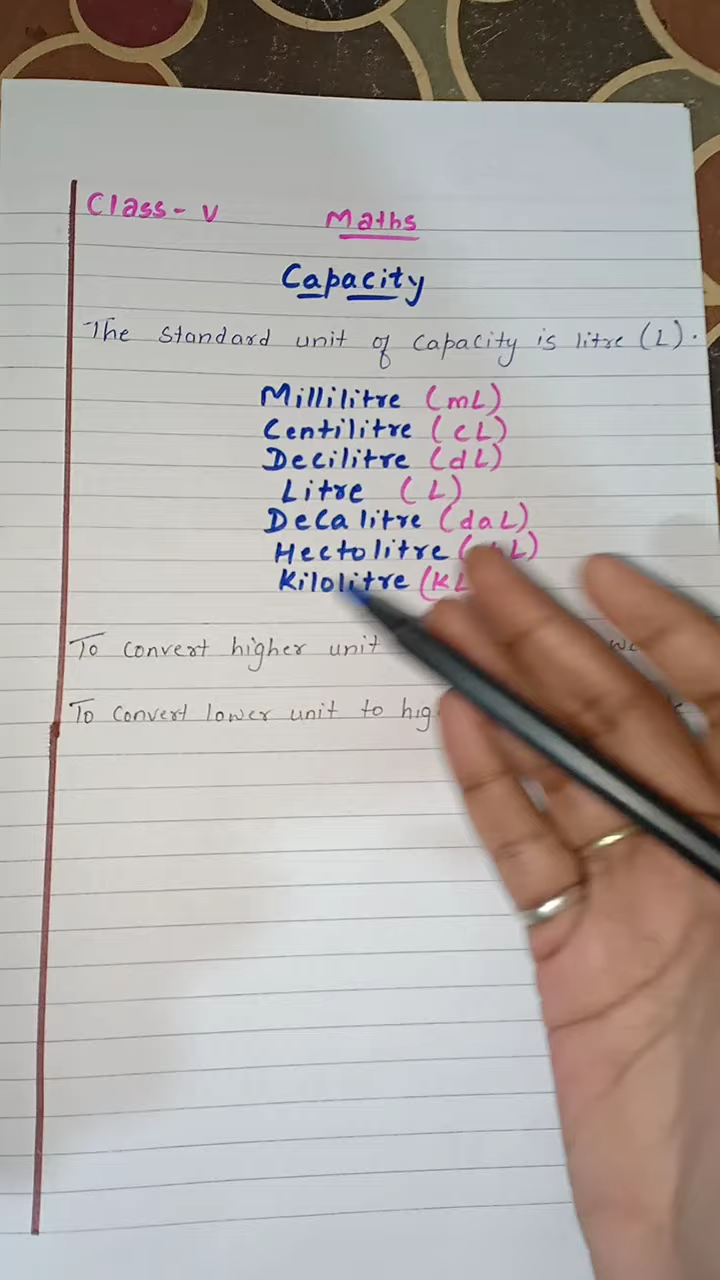 Class- V
Maths
Capacity
The Standard unit of Capacity is litre (L).
Millilitre (mL)
Centilitre (cL)
Decilitre (dL)
Litre (L)
Decalitre (daL)
Hectolitre
Kilolitre (KL
To convert higher unit
To convert lower unit to